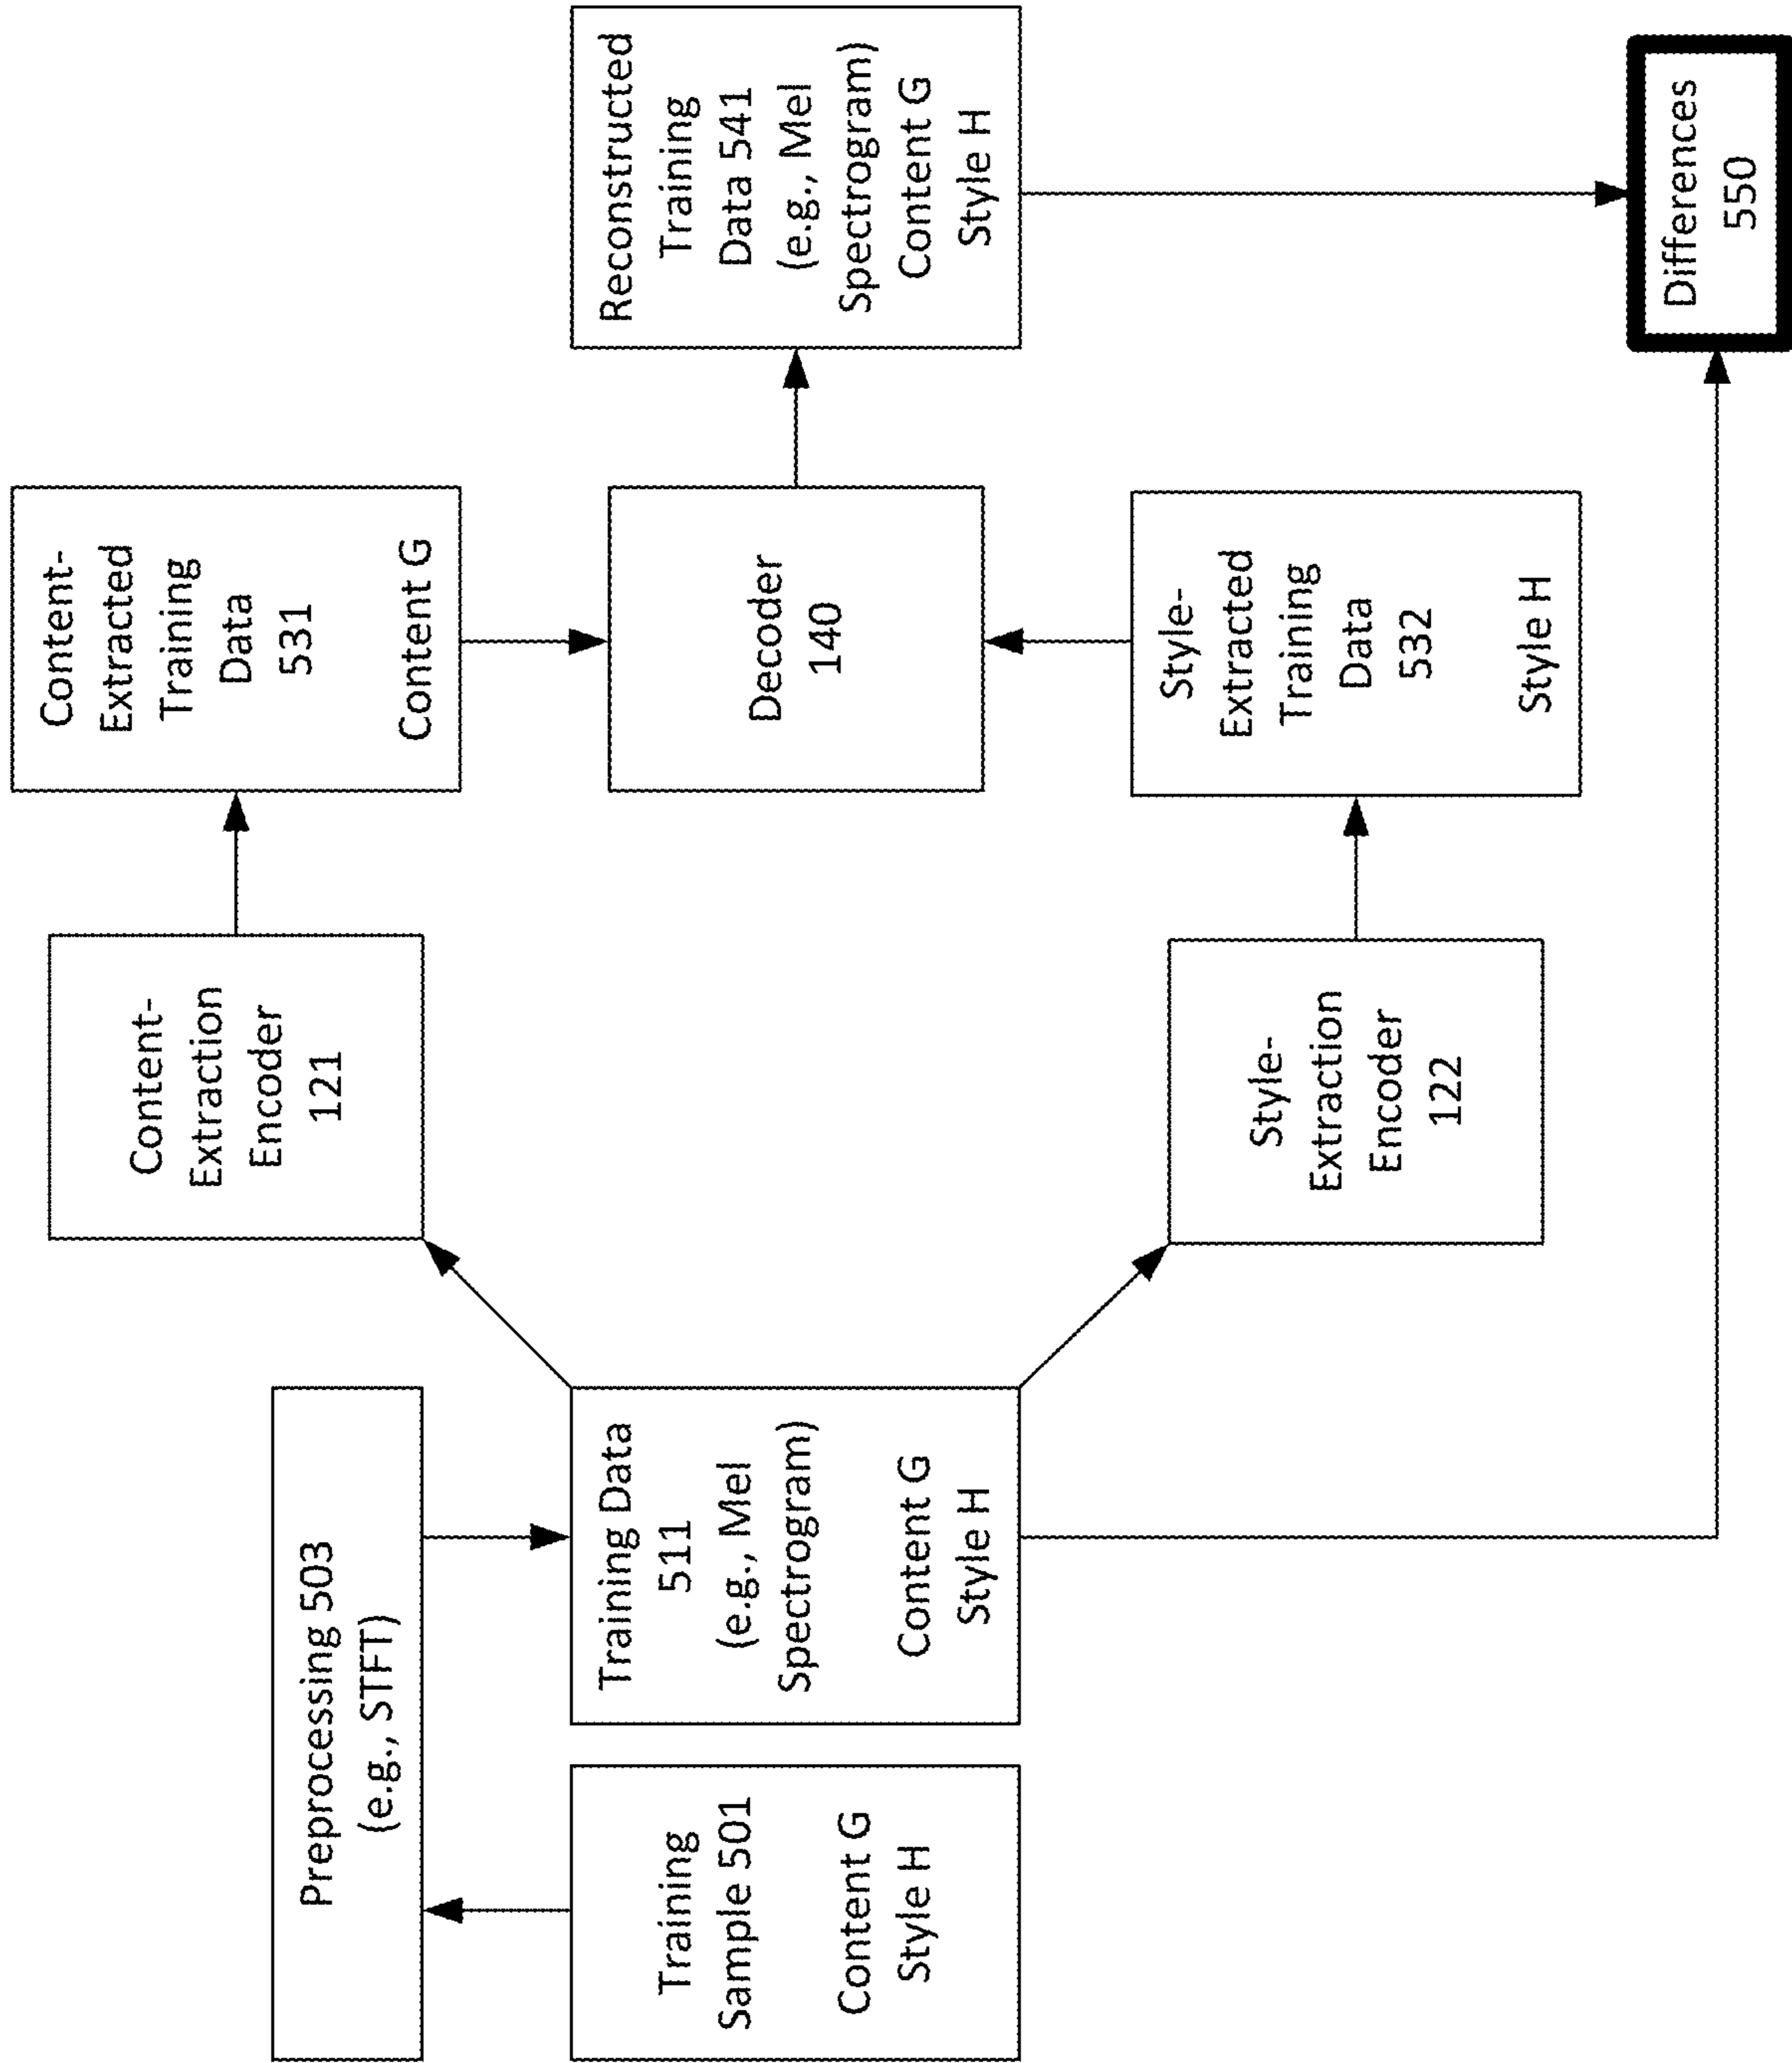 Preprocessing 503
(e.g., STFT)
Training
Sample 501
Content G
Style H
Training Data
511
(e.g., Mel
Spectrogram)
Content G
Style H
Content-
Extraction
Encoder
121
Style-
Extraction
Encoder
122
Content-
Extracted
Training
Data
531
Content G
Decoder
140
Style-
Extracted
Training
Data
532
Style H
Reconstructed
Training
Data 541
(e.g., Mel
Spectrogram)
Content G
Style H
Differences
550